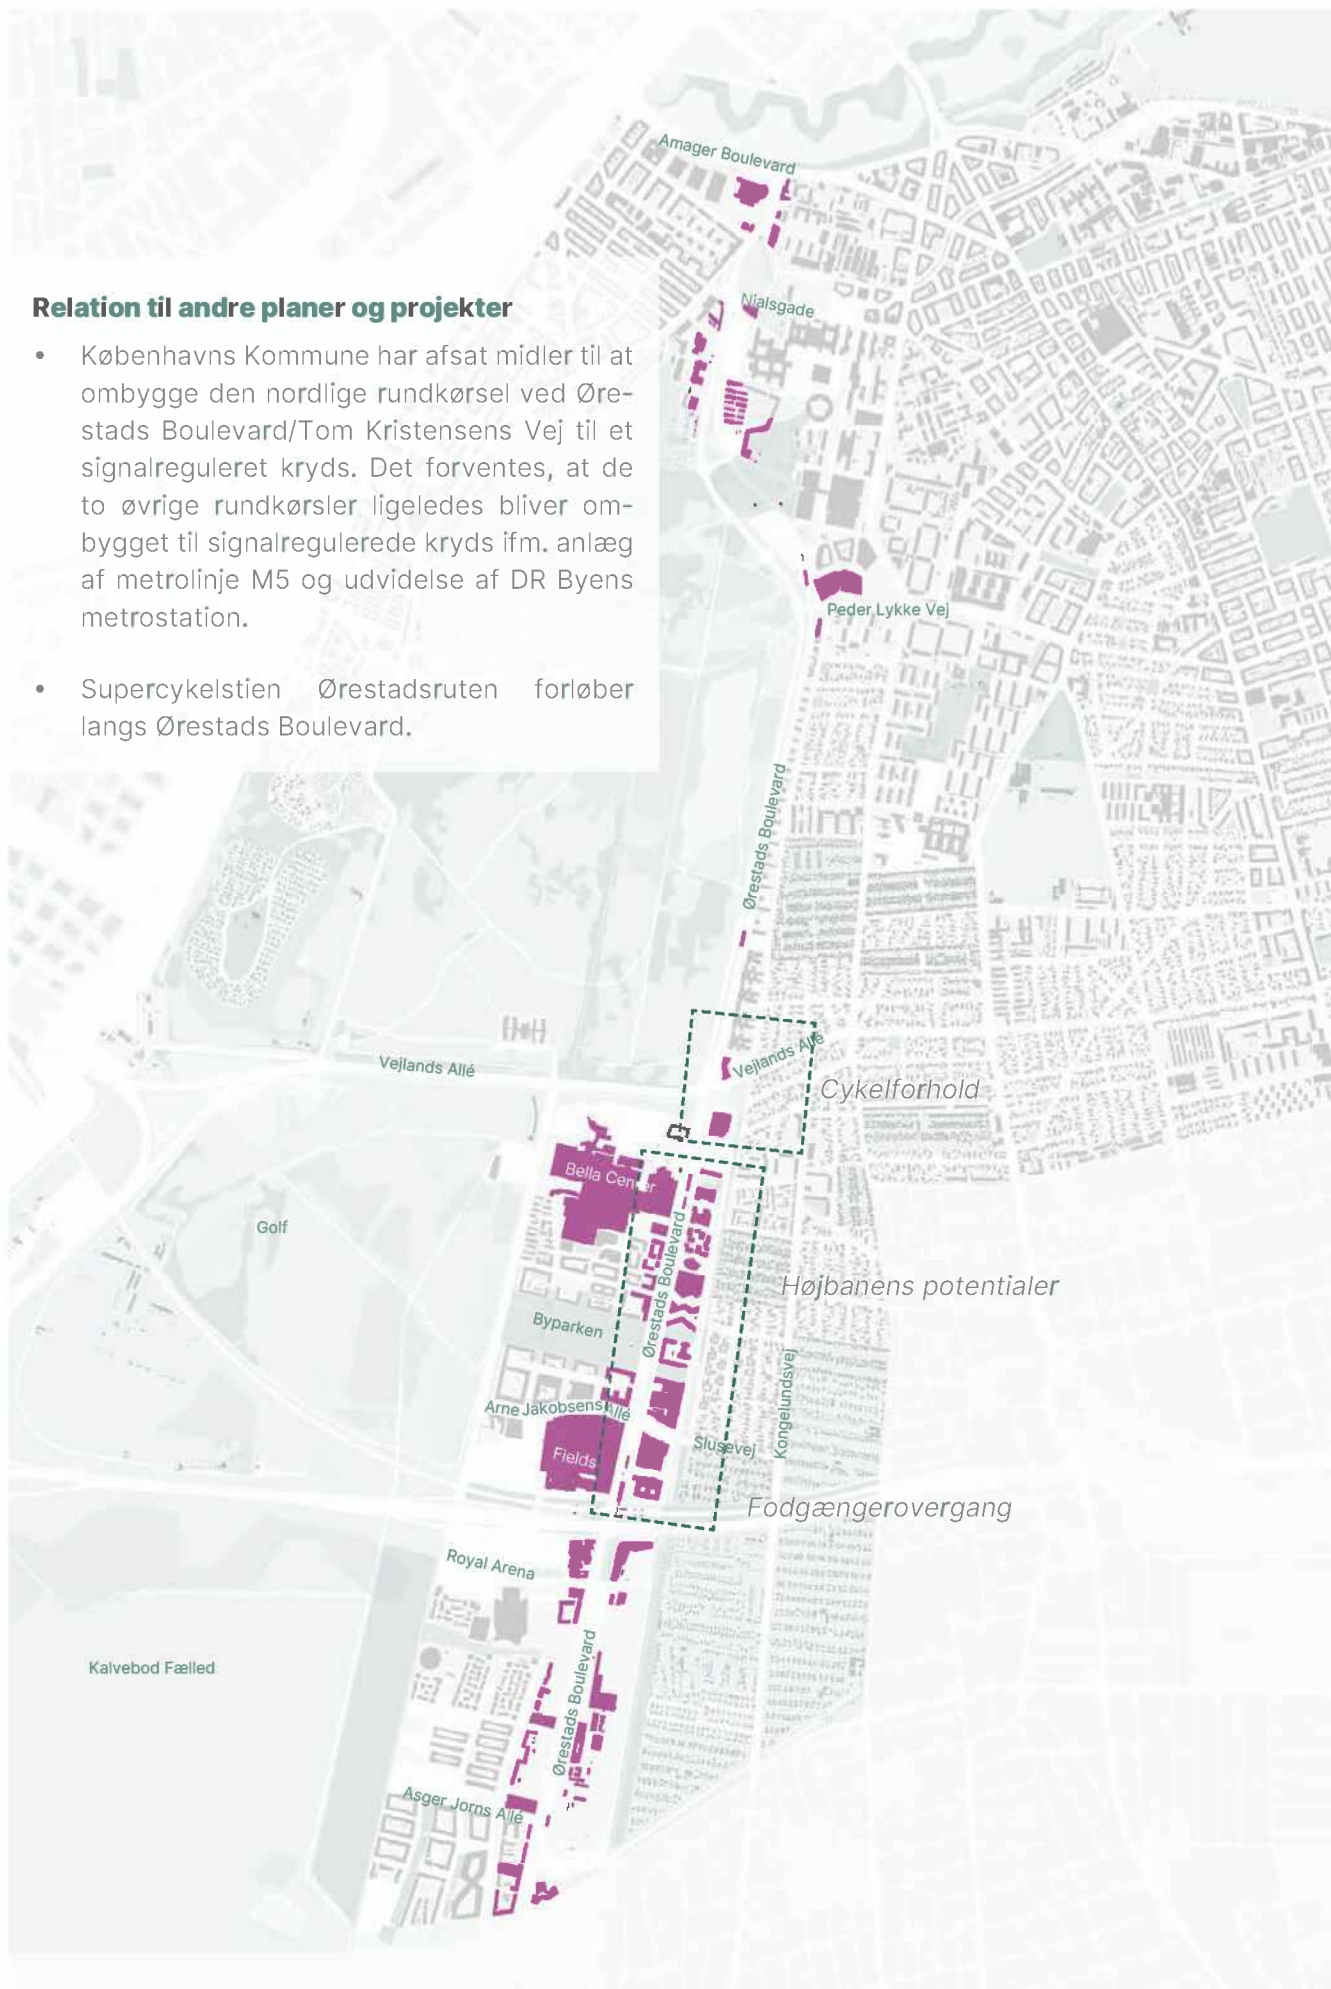 Amager Boulevard
Njalsgade
Relation til andre planer og projekter
• Københavns Kommune har afsat midler til at
ombygge den nordlige rundkørsel ved Øre-
stads Boulevard/Tom Kristensens Vej til et
signalreguleret kryds. Det forventes, at de
to øvrige rundkørsler ligeledes bliver om-
bygget til signalregulerede kryds ifm. anlæg
af metrolinje M5 og udvidelse af DR Byens
metrostation.
• Supercykelstien Ørestadsruten forløber
langs Ørestads Boulevard.
Peder Lykke Vej
Ørestads Boulevard
Vejlands Allé
Vejlands Allé
Cykelforhold
Bella Center
Golf
Ørestads Boulevard
Højbanens potentialer
Byparken
Kongelundsvej
Arne Jakobsens Allé
Slusevej
Fields
Fodgængerovergang
Royal Arena
Kalvebod Fælled
Ørestads Boulevard
Asger Jorns Allé